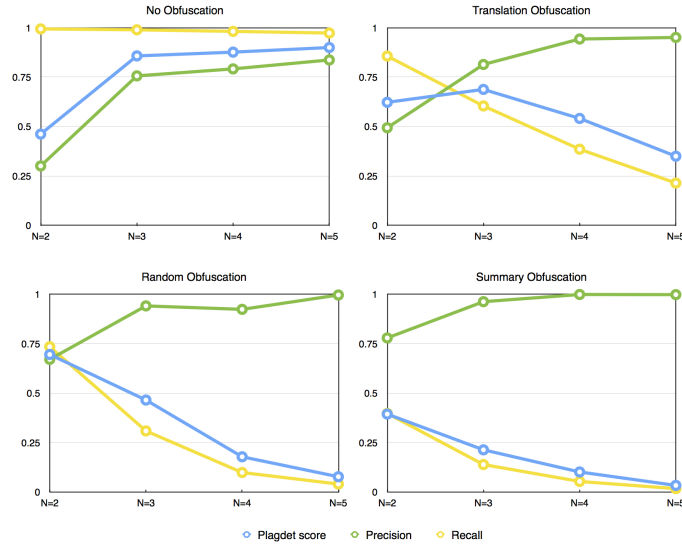 No Obfuscation
1
0.75
0.5
0.25
0
N=2 N=3 N=4 N=5
Translation Obfuscation
1
0.75
0.5
0.25
0
N=2 N=3 N=4 N=5
Random Obfuscation
1
0.75
0.5
0.25
0
N=2 N=3 N=4 N=5
Summary Obfuscation
1
0.75
0.5
0.25
0
N=2 N=3 N=4 N=5
Plagdet score Precision Recall